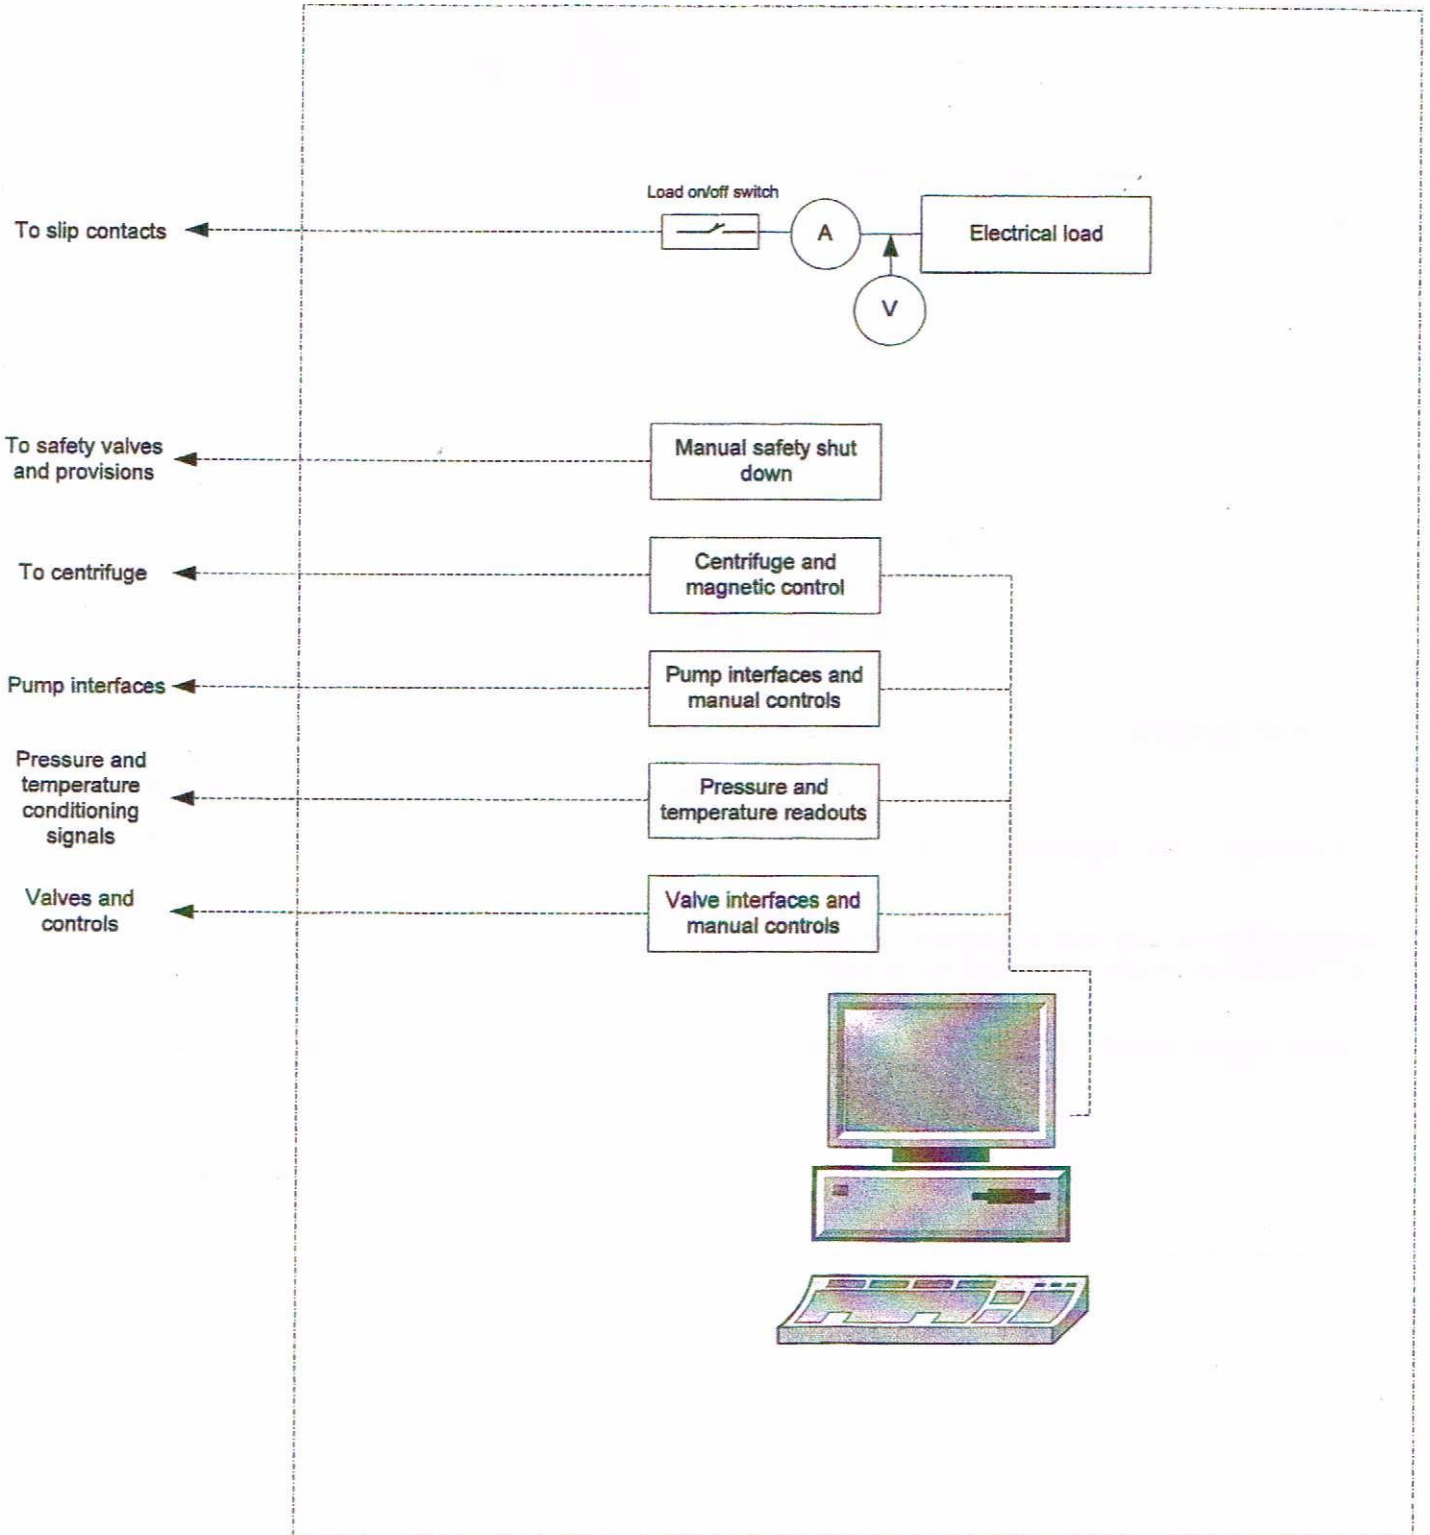 Load on/off switch
To slip contacts
A
Electrical load
V
To safety valves
and provisions
Manual safety shut
down
To centrifuge
Centrifuge and
magnetic control
Pump interfaces
Pump interfaces and
manual controls
Pressure and
temperature
conditioning
signals
Pressure and
temperature readouts
Valves and
controls
Valve interfaces and
manual controls